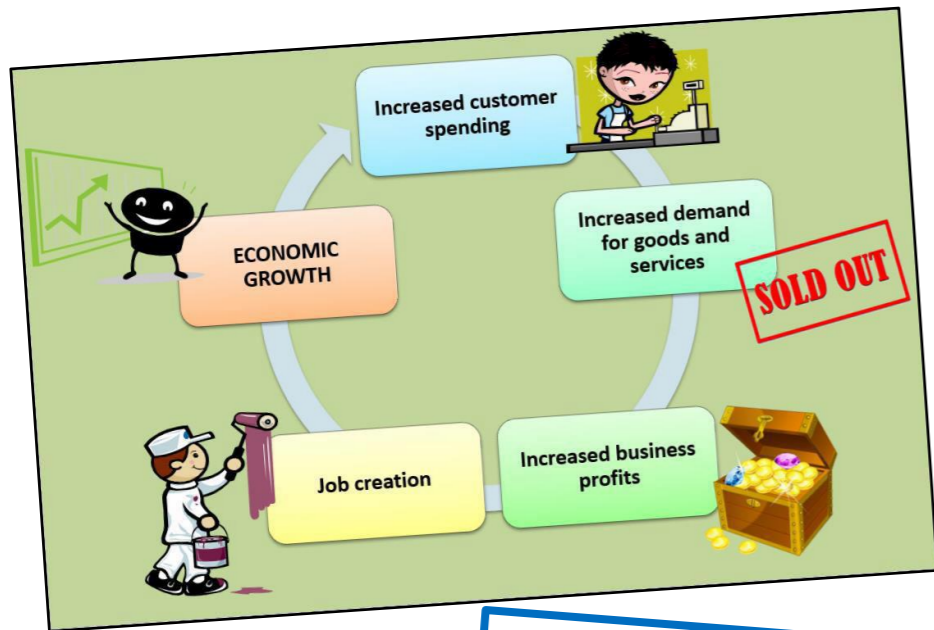 Increased customer
spending
Increased demand
for goods and
services
SOLD OUT
Increased business
profits
Job creation
ECONOMIC
GROWTH